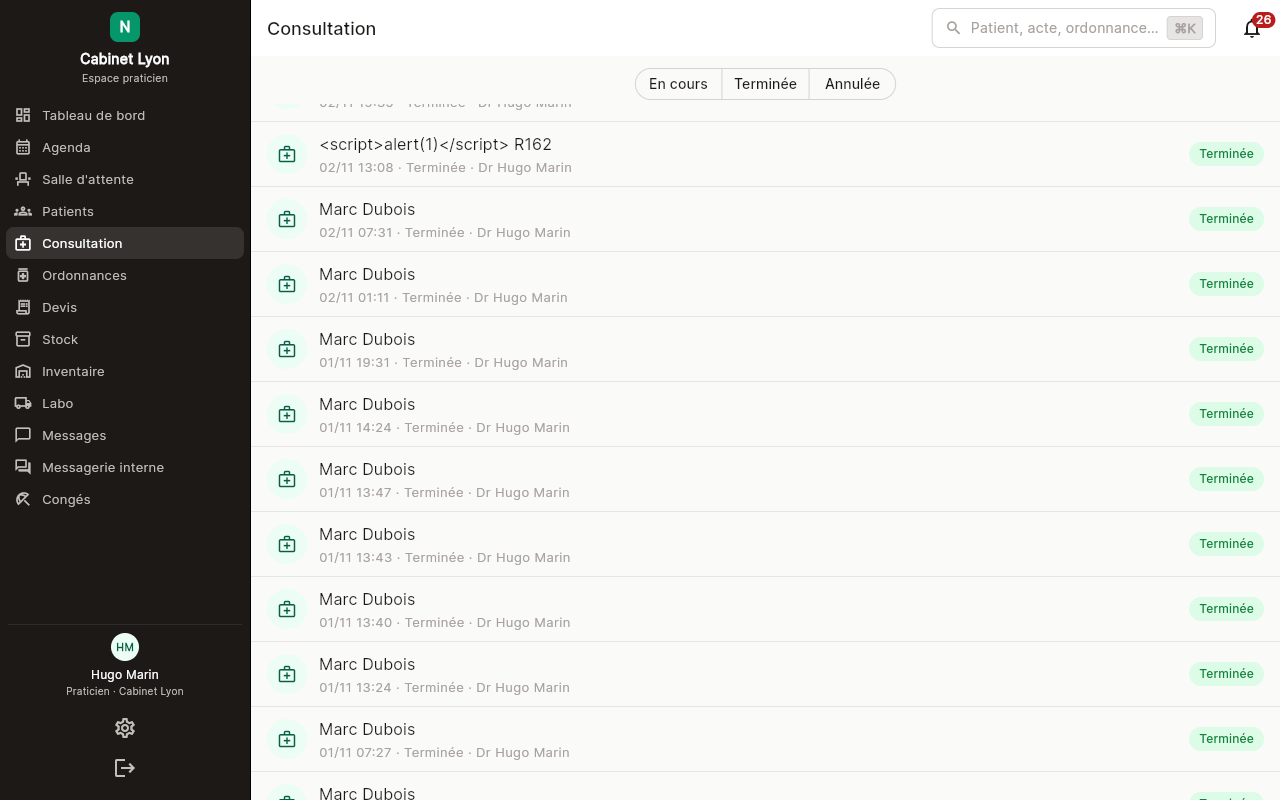 N
Cabinet Lyon
Espace praticien
Tableau de bord
Agenda
Salle d'attente
Patients
Consultation
Ordonnances
Devis
Stock
Inventaire
Labo
Messages
Messagerie interne
Congés
HM
Hugo Marin
Praticien · Cabinet Lyon
Consultation
Patient, acte, ordonnance... ⌘K
26
En cours Terminée Annulée
<script>alert(1)</script> R162
02/11 13:08 · Terminée · Dr Hugo Marin
Terminée
Marc Dubois
02/11 07:31 · Terminée · Dr Hugo Marin
Terminée
Marc Dubois
02/11 01:11 · Terminée · Dr Hugo Marin
Terminée
Marc Dubois
01/11 19:31 · Terminée · Dr Hugo Marin
Terminée
Marc Dubois
01/11 14:24 · Terminée · Dr Hugo Marin
Terminée
Marc Dubois
01/11 13:47 · Terminée · Dr Hugo Marin
Terminée
Marc Dubois
01/11 13:43 · Terminée · Dr Hugo Marin
Terminée
Marc Dubois
01/11 13:40 · Terminée · Dr Hugo Marin
Terminée
Marc Dubois
01/11 13:24 · Terminée · Dr Hugo Marin
Terminée
Marc Dubois
01/11 07:27 · Terminée · Dr Hugo Marin
Terminée
Marc Dubois